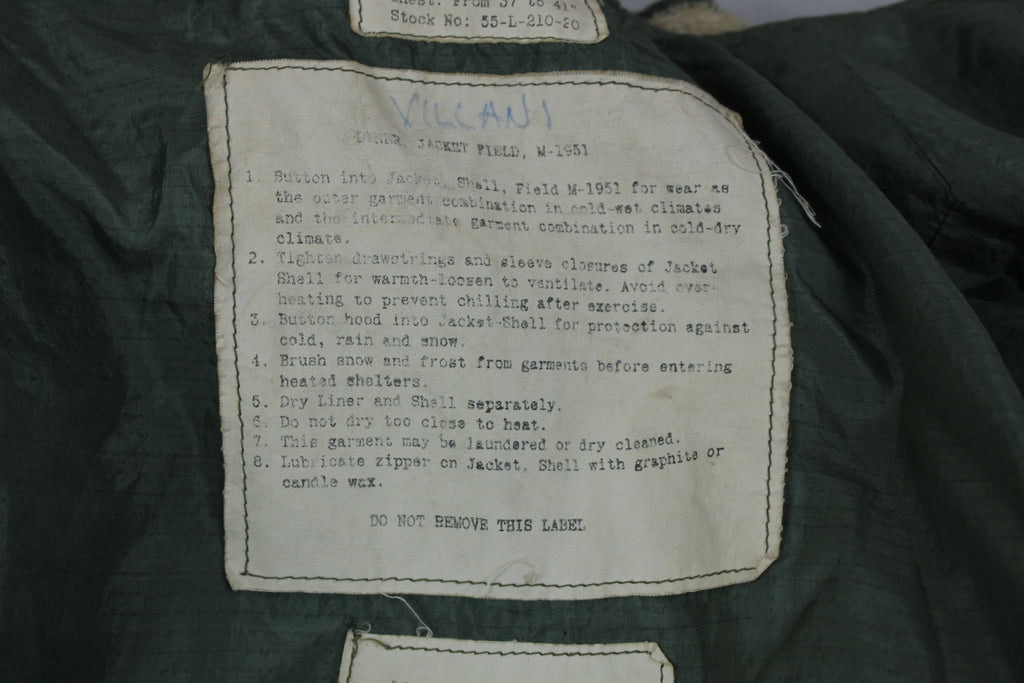 Chest: From 37 to 41"
Stock No: 55-L-210-20
VILLANI
LINER, JACKET FIELD, M-1951
1. Button into Jacket, Shell, Field M-1951 for wear as
the outer garment combination in cold-wet climates
and the intermediate garment combination in cold-dry
climate.
2. Tighten drawstrings and sleeve closures of Jacket
Shell for warmth-loosen to ventilate. Avoid over-
heating to prevent chilling after exercise.
3. Button hood into Jacket-Shell for protection against
cold, rain and snow.
4. Brush snow and frost from garments before entering
heated shelters.
5. Dry Liner and Shell separately.
6. Do not dry too close to heat.
7. This garment may be laundered or dry cleaned.
8. Lubricate zipper on Jacket, Shell with graphite or
candle wax.
DO NOT REMOVE THIS LABEL